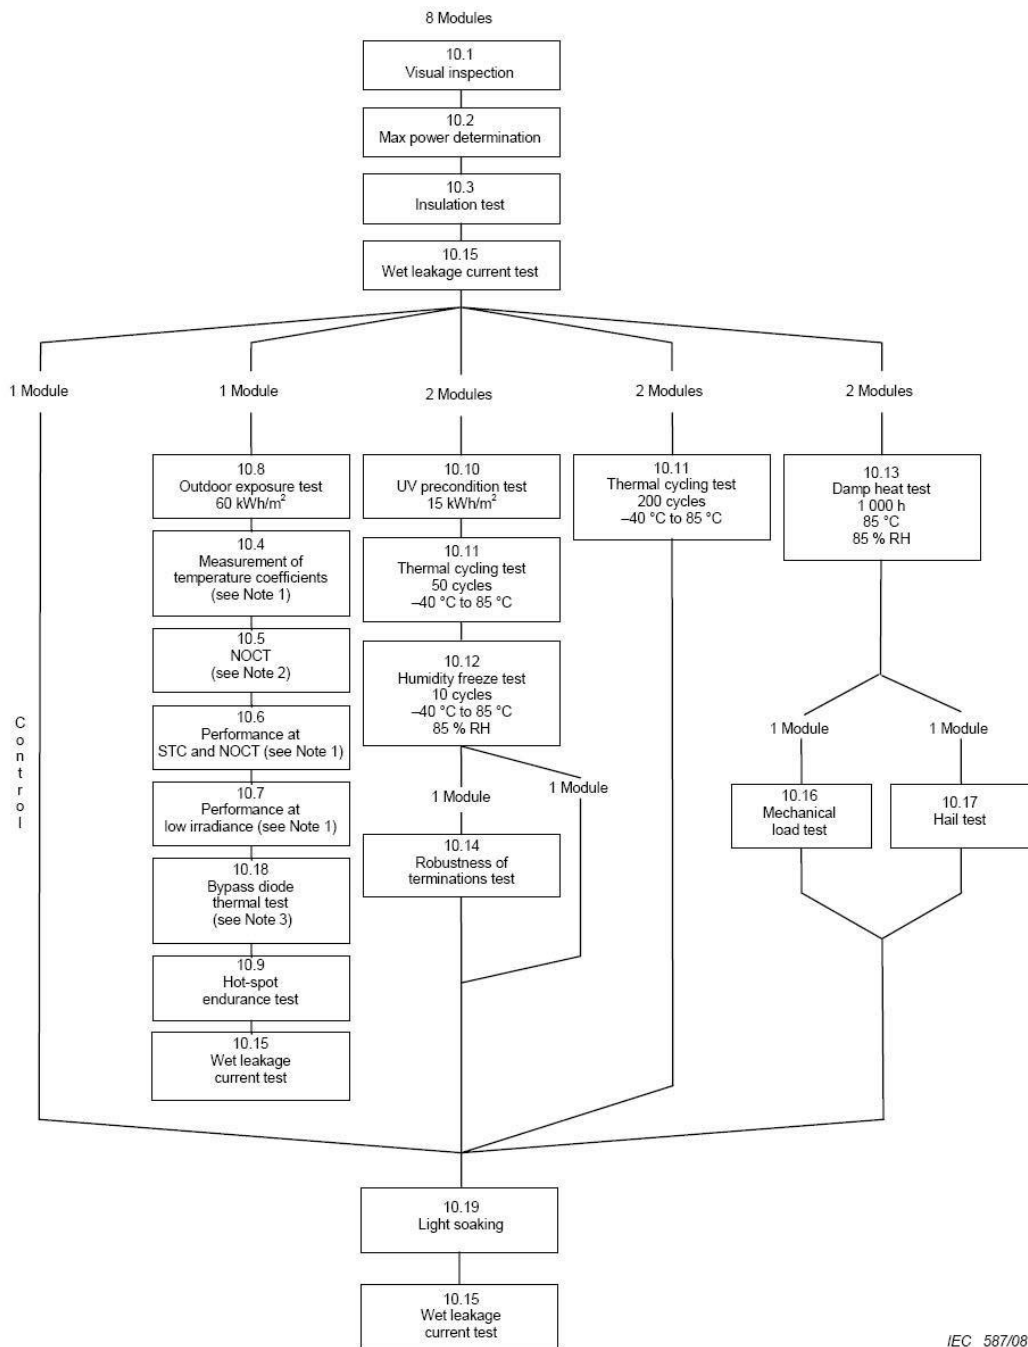 8 Modules
10.1
Visual inspection
10.2
Max power determination
10.3
Insulation test
10.15
Wet leakage current test
1 Module
1 Module
2 Modules
2 Modules
2 Modules
Control
10.8
Outdoor exposure test
60 kWh/m²
10.4
Measurement of
temperature coefficients
(see Note 1)
10.5
NOCT
(see Note 2)
10.6
Performance at
STC and NOCT (see Note 1)
10.7
Performance at
low irradiance (see Note 1)
10.18
Bypass diode
thermal test
(see Note 3)
10.9
Hot-spot
endurance test
10.15
Wet leakage
current test
10.10
UV precondition test
15 kWh/m²
10.11
Thermal cycling test
50 cycles
–40 °C to 85 °C
10.12
Humidity freeze test
10 cycles
–40 °C to 85 °C
85 % RH
1 Module
1 Module
10.14
Robustness of
terminations test
10.11
Thermal cycling test
200 cycles
–40 °C to 85 °C
10.13
Damp heat test
1 000 h
85 °C
85 % RH
1 Module
1 Module
10.16
Mechanical
load test
10.17
Hail test
10.19
Light soaking
10.15
Wet leakage
current test
IEC 587/08